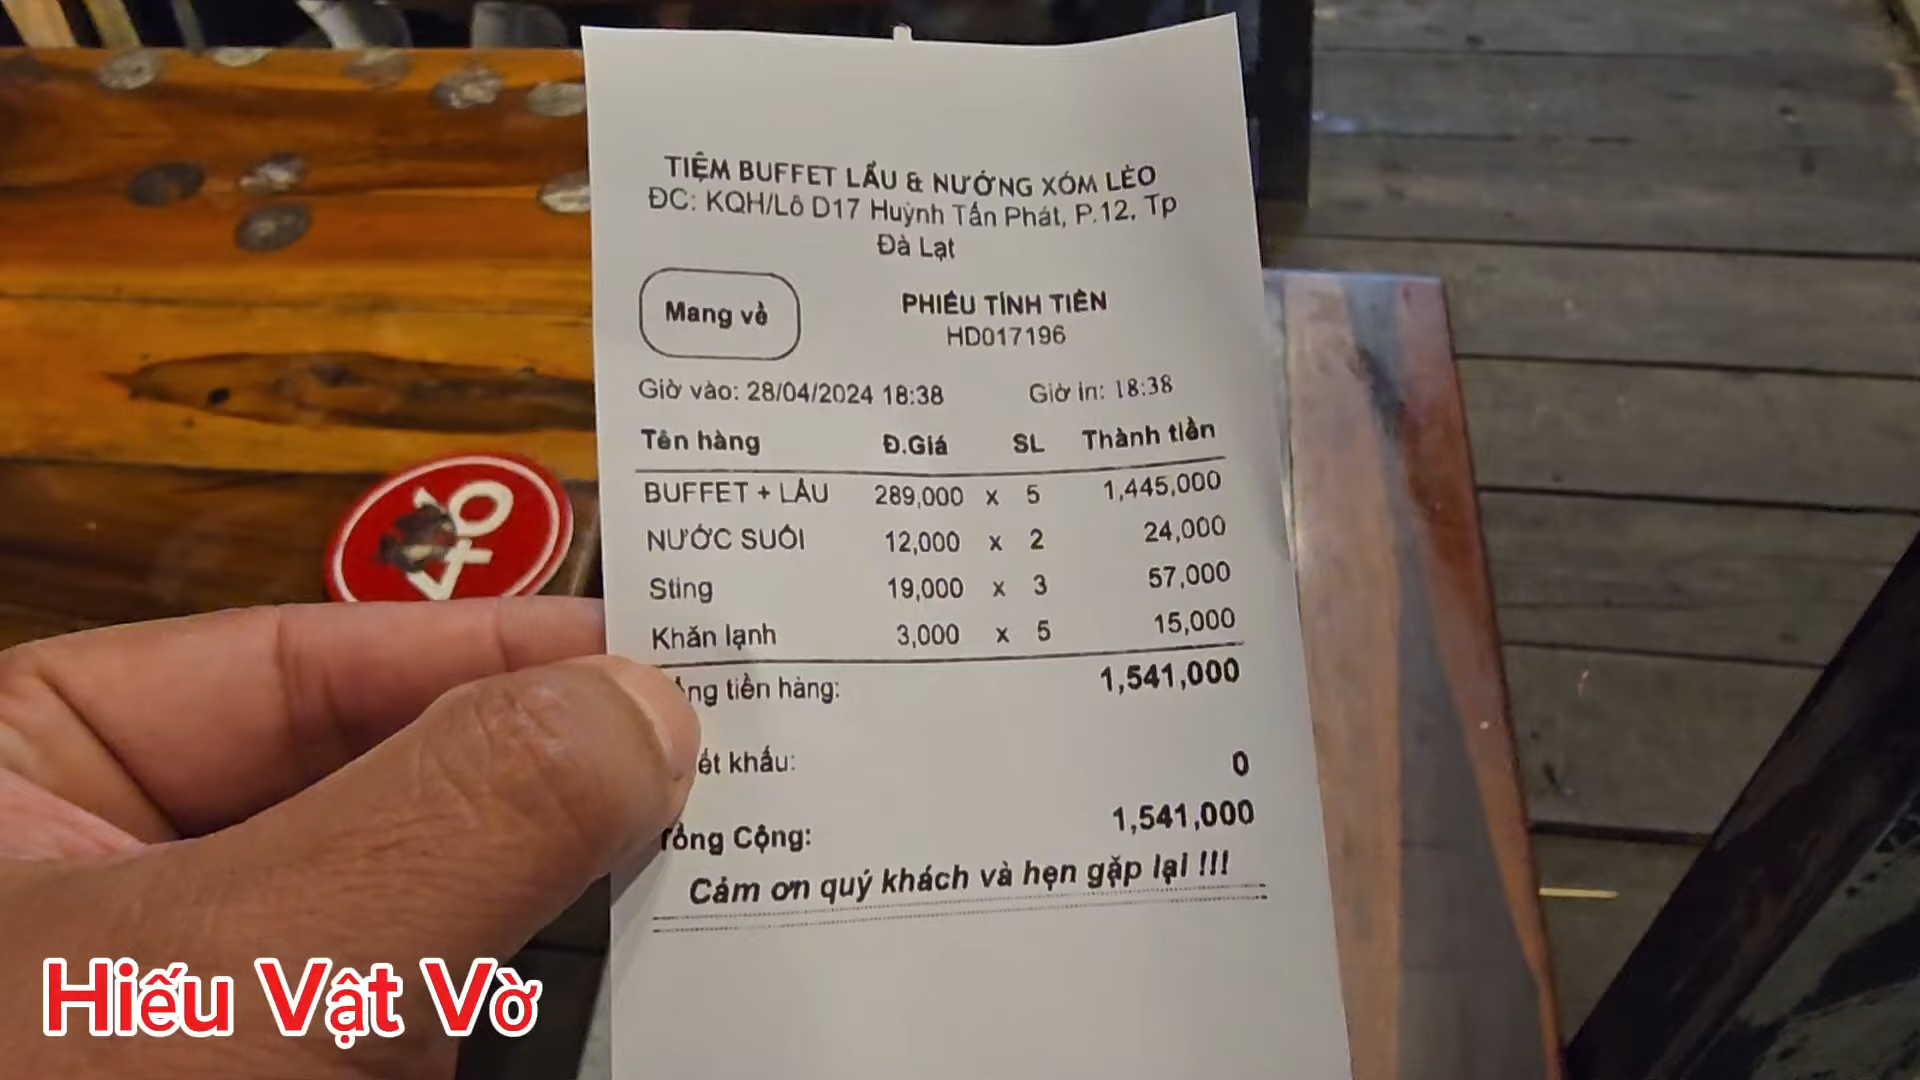 TIỆM BUFFET LẨU & NƯỚNG XÓM LÈO
ĐC: KQH/Lô D17 Huỳnh Tấn Phát, P.12, Tp
Đà Lạt
Mang về
PHIẾU TÍNH TIỀN
HD017196
Giờ vào: 28/04/2024 18:38 Giờ in: 18:38
Tên hàng Đ.Giá SL Thành tiền
BUFFET + LẨU 289,000 x 5 1,445,000
NƯỚC SUỐI 12,000 x 2 24,000
Sting 19,000 x 3 57,000
Khăn lạnh 3,000 x 5 15,000
tiền hàng: 1,541,000
khấu: 0
Tổng Cộng: 1,541,000
Cảm ơn quý khách và hẹn gặp lại !!!
40
Hiếu Vật Vờ